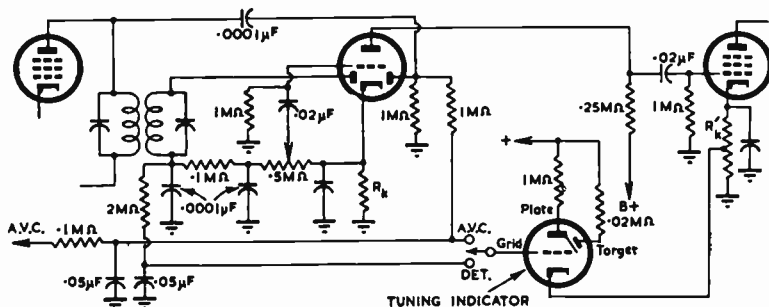 .0001μF
.02μF
1MΩ
.02μF
1MΩ
1MΩ
.25MΩ
1MΩ
R'k
.1MΩ
.5MΩ
Rk
+
1MΩ
B+
.02MΩ
2MΩ
.0001μF
Plate
Target
A.V.C.
.1MΩ
A.V.C.
Grid
DET.
.05μF
.05μF
TUNING INDICATOR